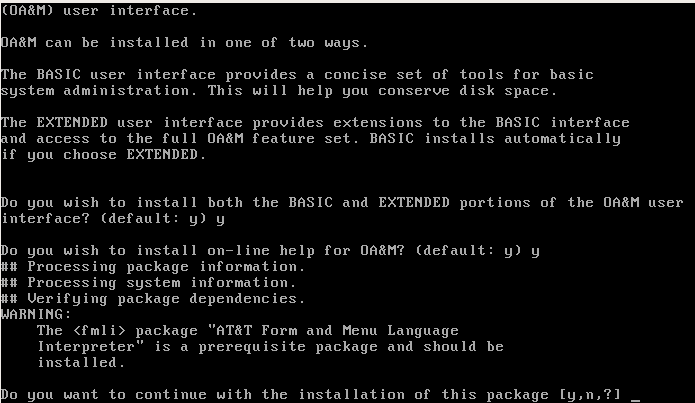 (OA&M) user interface.
OA&M can be installed in one of two ways.
The BASIC user interface provides a concise set of tools for basic
system administration. This will help you conserve disk space.
The EXTENDED user interface provides extensions to the BASIC interface
and access to the full OA&M feature set. BASIC installs automatically
if you choose EXTENDED.
Do you wish to install both the BASIC and EXTENDED portions of the OA&M user
interface? (default: y) y
Do you wish to install on-line help for OA&M? (default: y) y
## Processing package information.
## Processing system information.
## Verifying package dependencies.
WARNING:
The <fmli> package "AT&T Form and Menu Language
Interpreter" is a prerequisite package and should be
installed.
Do you want to continue with the installation of this package [y,n,?] _